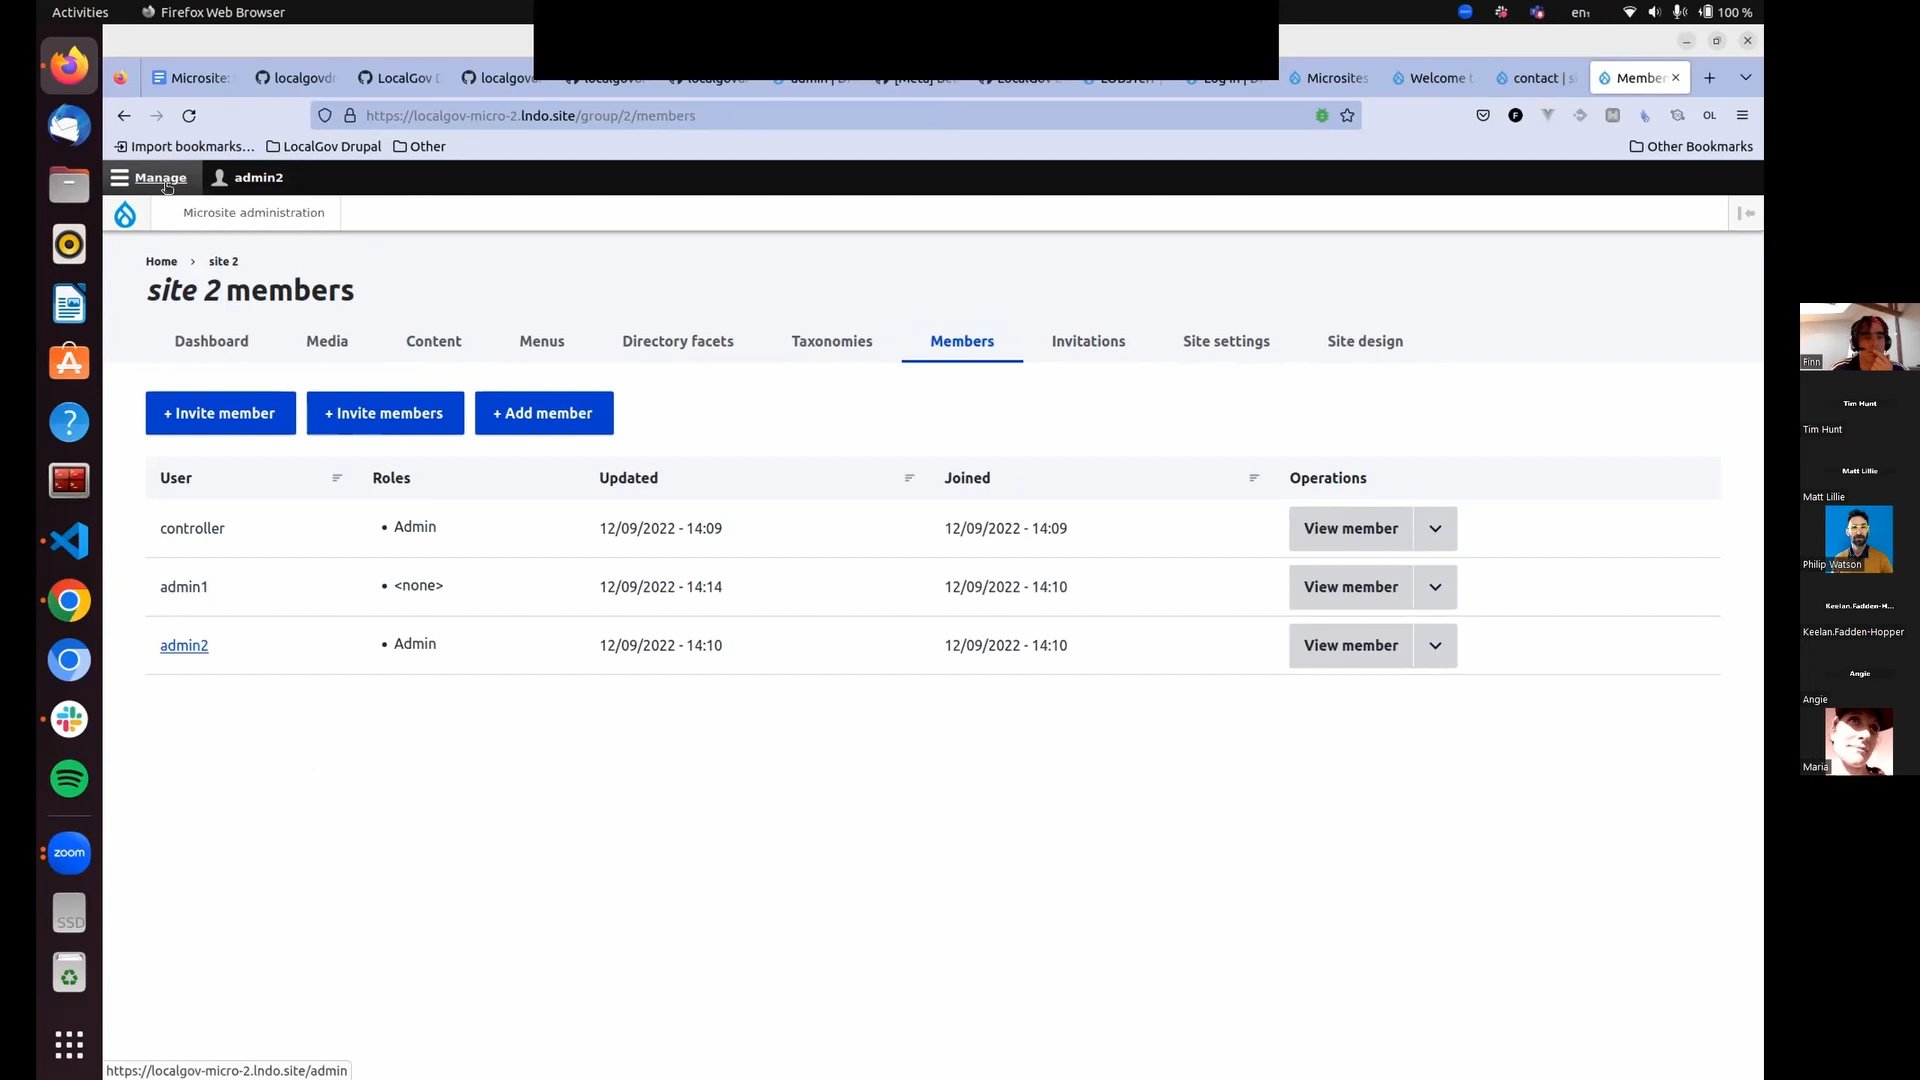 Activities
Firefox Web Browser
en₁
100 %
Microsite:
localgovdr
LocalGov D
localgov
Microsites
Welcome t
contact | si
Member
https://localgov-micro-2.lndo.site/group/2/members
OL
Import bookmarks...
LocalGov Drupal
Other
Other Bookmarks
Manage
admin2
Microsite administration
Home › site 2
site 2 members
Dashboard
Media
Content
Menus
Directory facets
Taxonomies
Members
Invitations
Site settings
Site design
+ Invite member
+ Invite members
+ Add member
User Roles Updated Joined Operations
controller • Admin 12/09/2022 - 14:09 12/09/2022 - 14:09 View member
admin1 • <none> 12/09/2022 - 14:14 12/09/2022 - 14:10 View member
admin2 • Admin 12/09/2022 - 14:10 12/09/2022 - 14:10 View member
https://localgov-micro-2.lndo.site/admin
zoom
SSD
Finn
Tim Hunt
Tim Hunt
Matt Lillie
Matt Lillie
Philip Watson
Keelan.Fadden-H...
Keelan.Fadden-Hopper
Angie
Angie
Maria